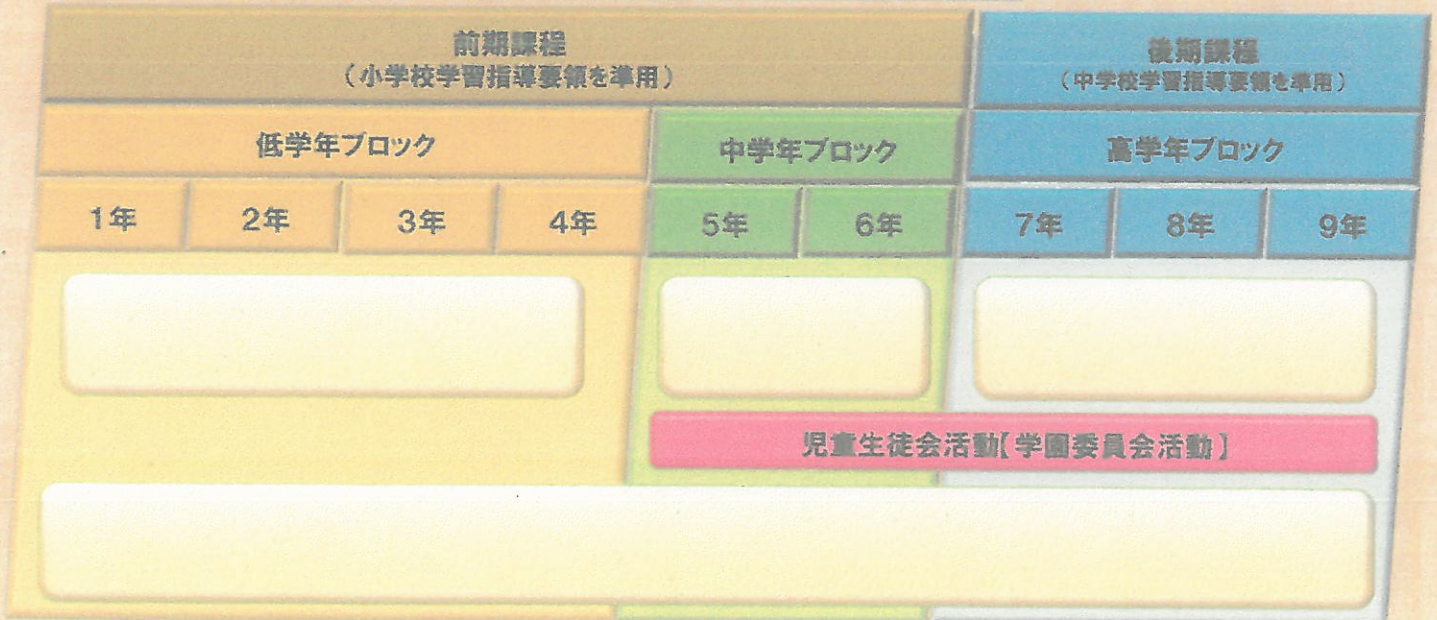 前期課程
（小学校学習指導要領を準用）
後期課程
（中学校学習指導要領を準用）
低学年ブロック
中学年ブロック
高学年ブロック
1年
2年
3年
4年
5年
6年
7年
8年
9年
児童生徒会活動【学園委員会活動】